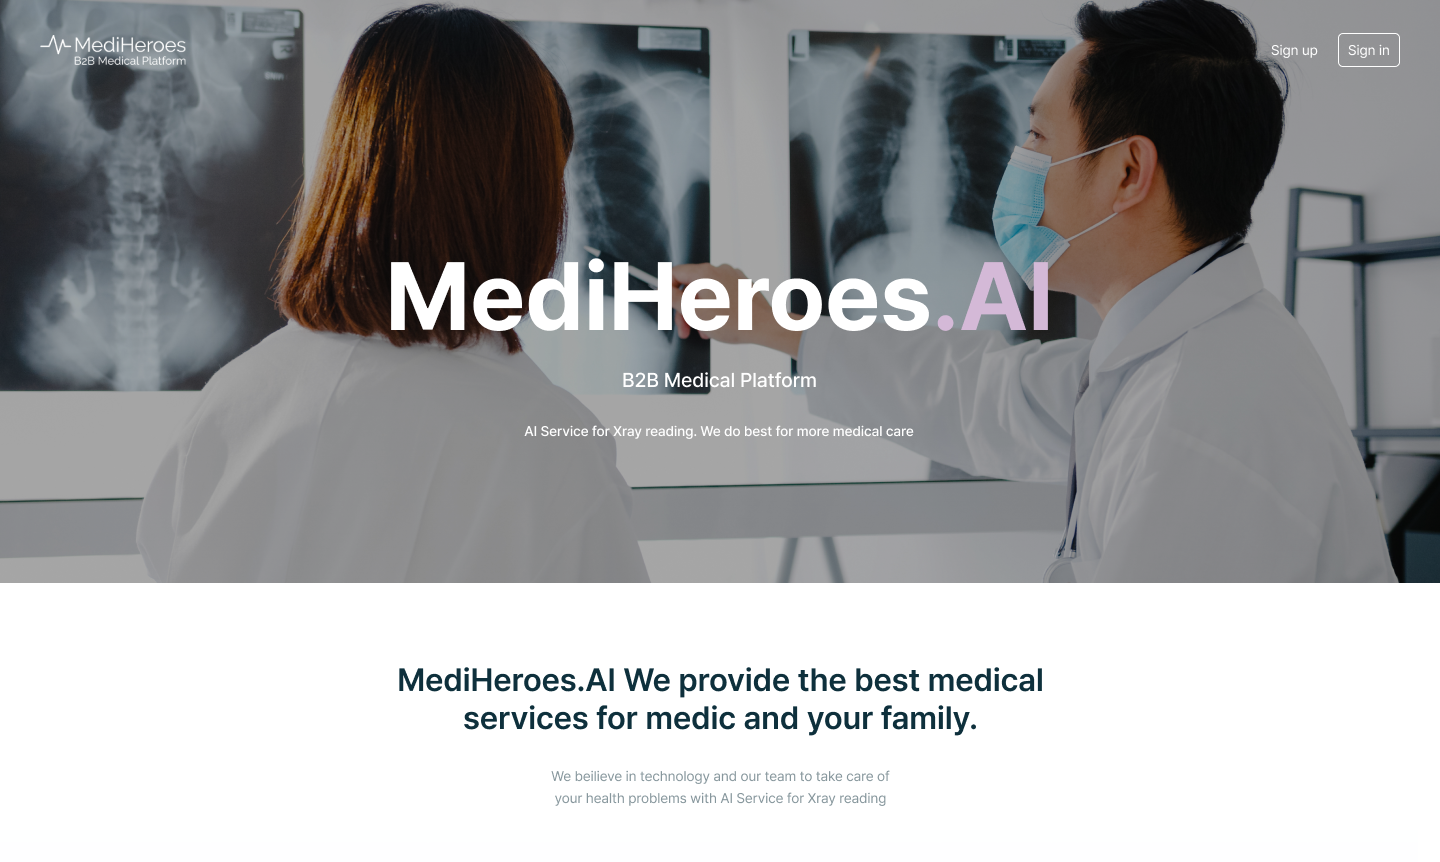 MediHeroes
B2B Medical Platform
Sign up
Sign in
MediHeroes.AI
B2B Medical Platform
AI Service for Xray reading. We do best for more medical care
MediHeroes.AI We provide the best medical
services for medic and your family.
We beilieve in technology and our team to take care of
your health problems with AI Service for Xray reading